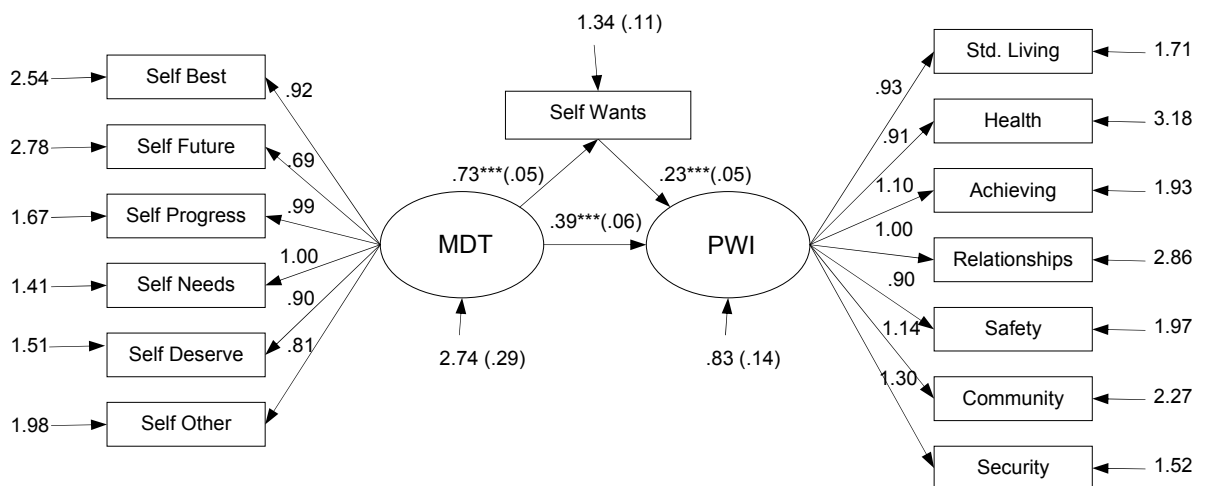 1.34 (.11)
2.54
Self Best
.92
Std. Living
1.71
.93
Self Wants
2.78
Self Future
.69
Health
3.18
.91
.73***(.05)
.23***(.05)
1.67
Self Progress
.99
Achieving
1.93
1.10
MDT
.39***(.06)
PWI
1.00
1.00
Relationships
2.86
1.41
Self Needs
.90
.90
1.51
Self Deserve
.81
1.14
Safety
1.97
2.74 (.29)
.83 (.14)
1.30
Community
2.27
1.98
Self Other
Security
1.52